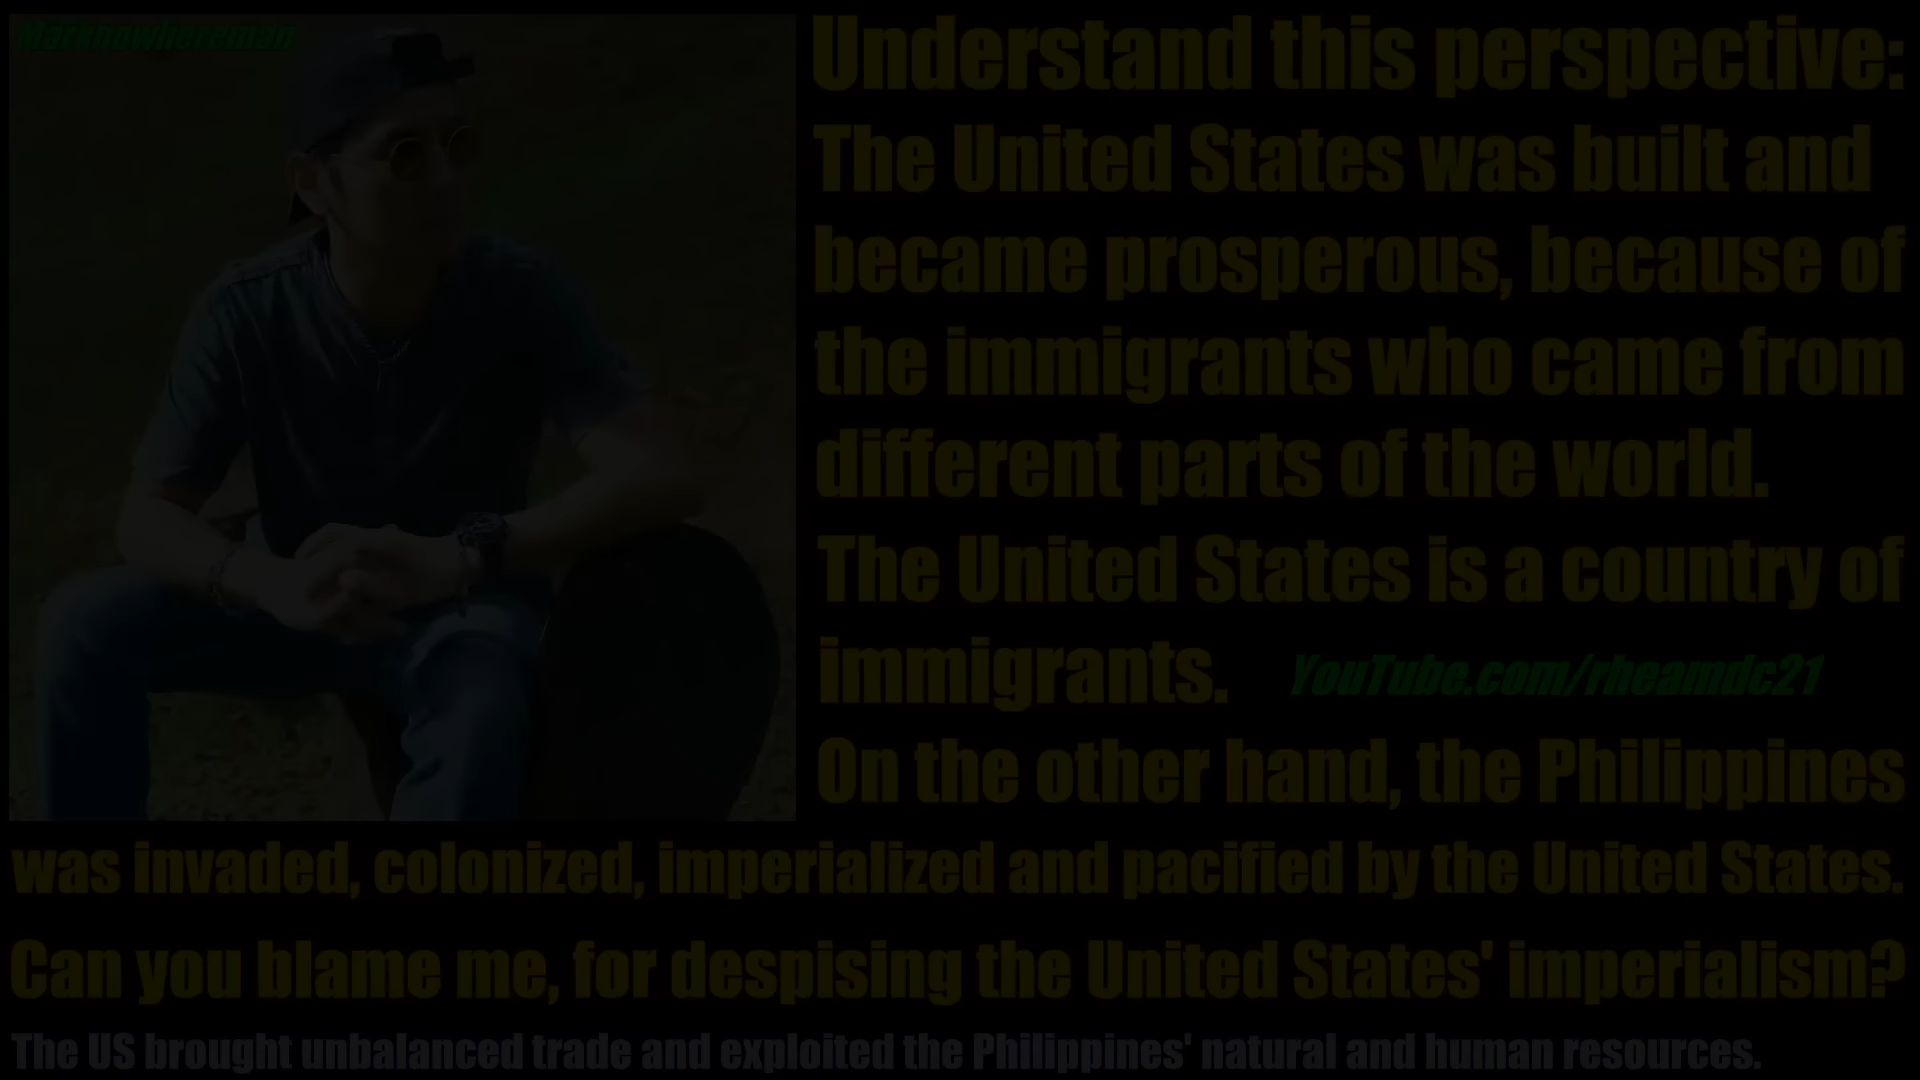 Marknowhereman
Understand this perspective:
The United States was built and
became prosperous, because of
the immigrants who came from
different parts of the world.
The United States is a country of
immigrants. YouTube.com/rheamdc21
On the other hand, the Philippines
was invaded, colonized, imperialized and pacified by the United States.
Can you blame me, for despising the United States' imperialism?
The US brought unbalanced trade and exploited the Philippines' natural and human resources.